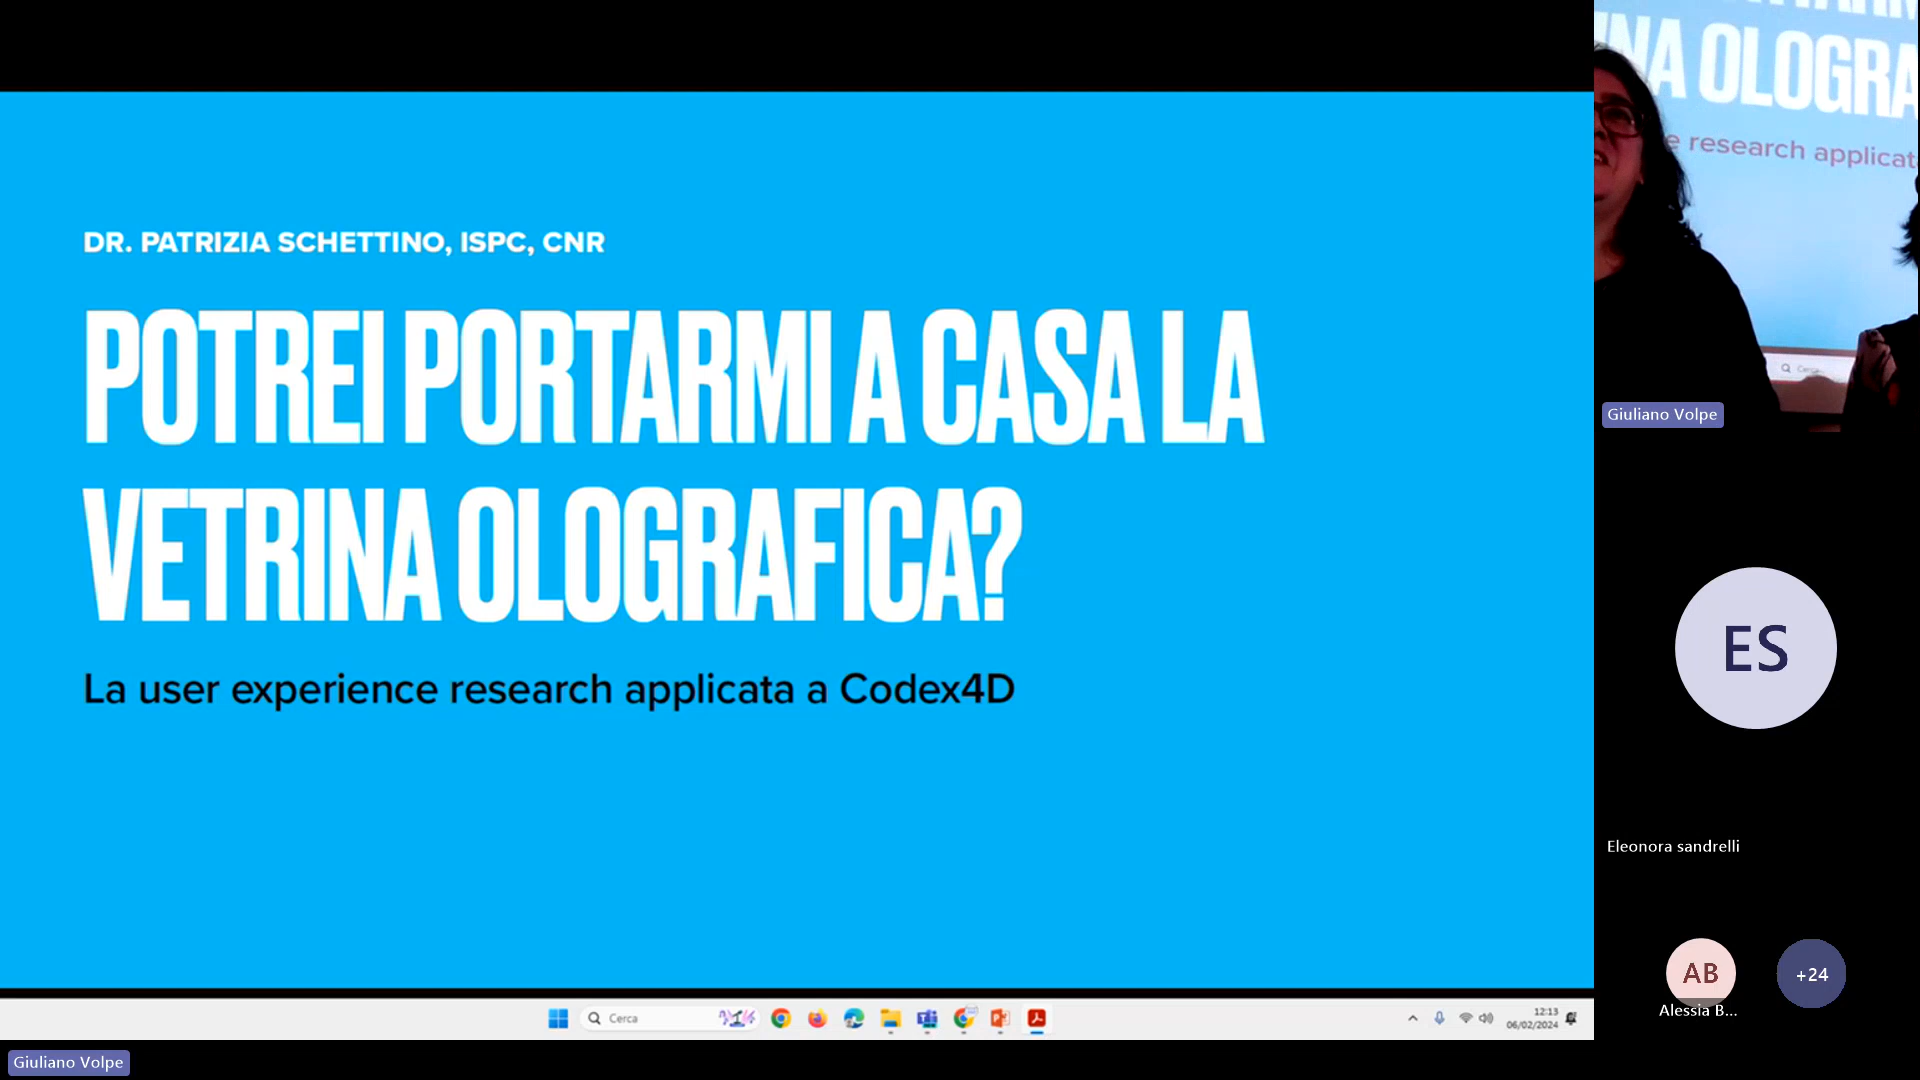 DR. PATRIZIA SCHETTINO, ISPC, CNR
POTREI PORTARMI A CASA LA
VETRINA OLOGRAFICA?
La user experience research applicata a Codex4D
Cerca
12:13
06/02/2024
Giuliano Volpe
INA OLOGRA
e research applicat
Giuliano Volpe
ES
Eleonora sandrelli
AB
+24
Alessia B...